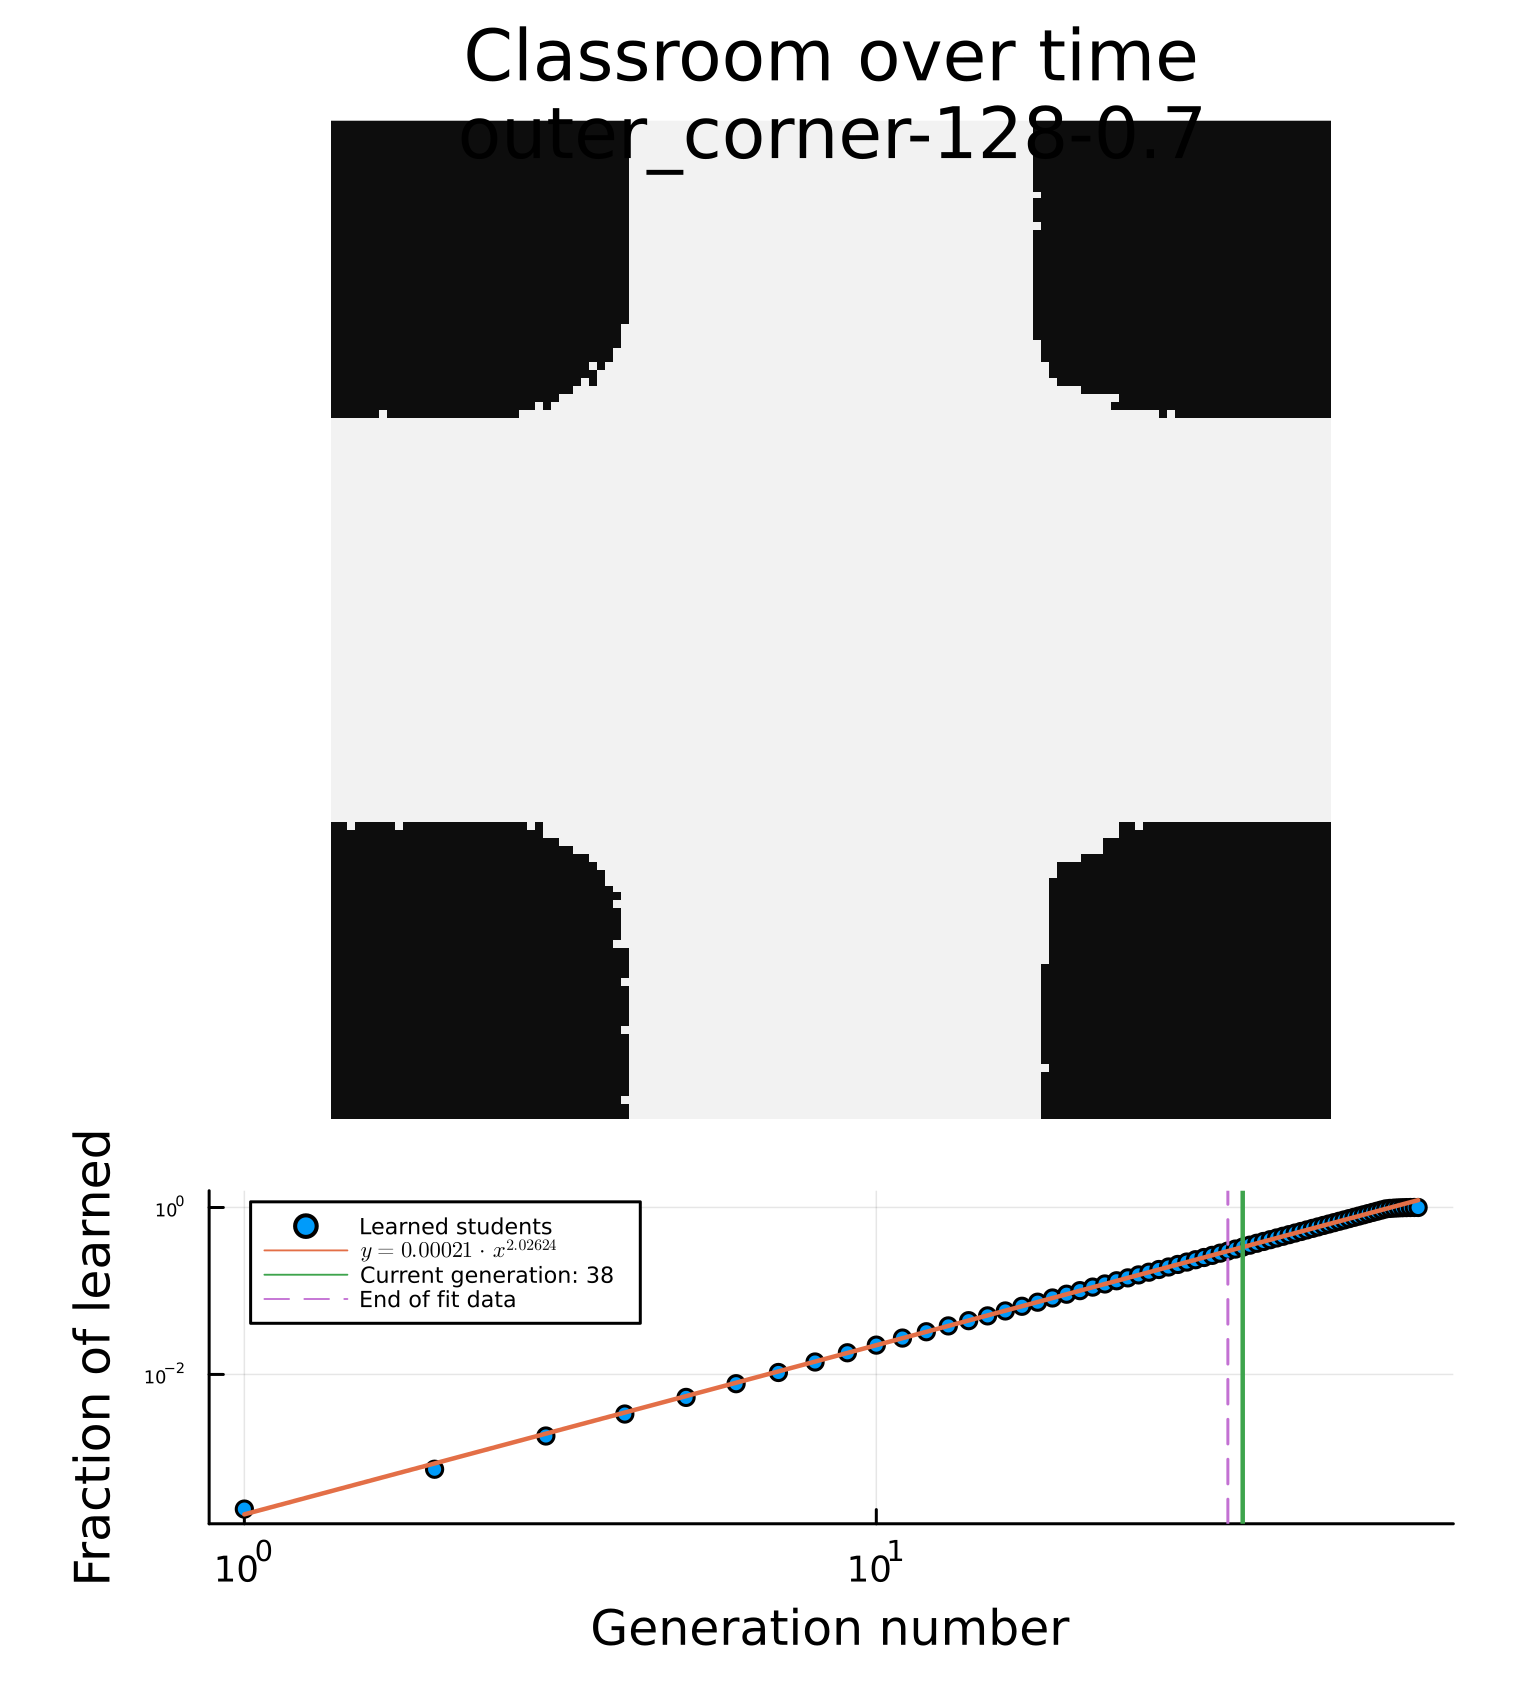 Classroom over time
outer_corner-128-0.7
Fraction of learned
10⁰
10⁻²
Learned students
y = 0.00021 · x^2.02624
Current generation: 38
End of fit data
10⁰
10¹
Generation number